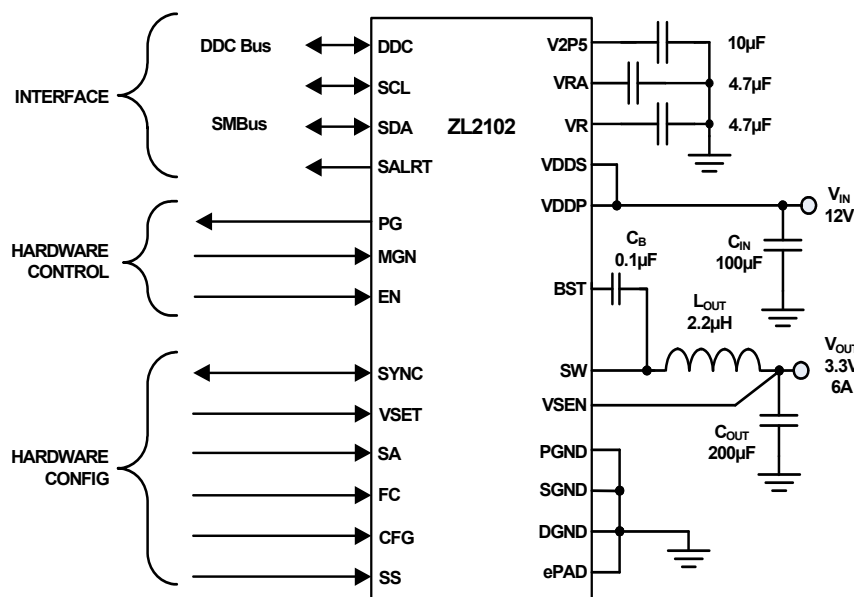 DDC Bus
SMBus
INTERFACE
HARDWARE
CONTROL
HARDWARE
CONFIG
DDC
SCL
SDA
SALRT
PG
MGN
EN
SYNC
VSET
SA
FC
CFG
SS
ZL2102
V2P5
VRA
VR
VDDS
VDDP
BST
SW
VSEN
PGND
SGND
DGND
ePAD
10µF
4.7µF
4.7µF
VIN
12V
CIN
100µF
CB
0.1µF
LOUT
2.2µH
VOUT
3.3V
6A
COUT
200µF